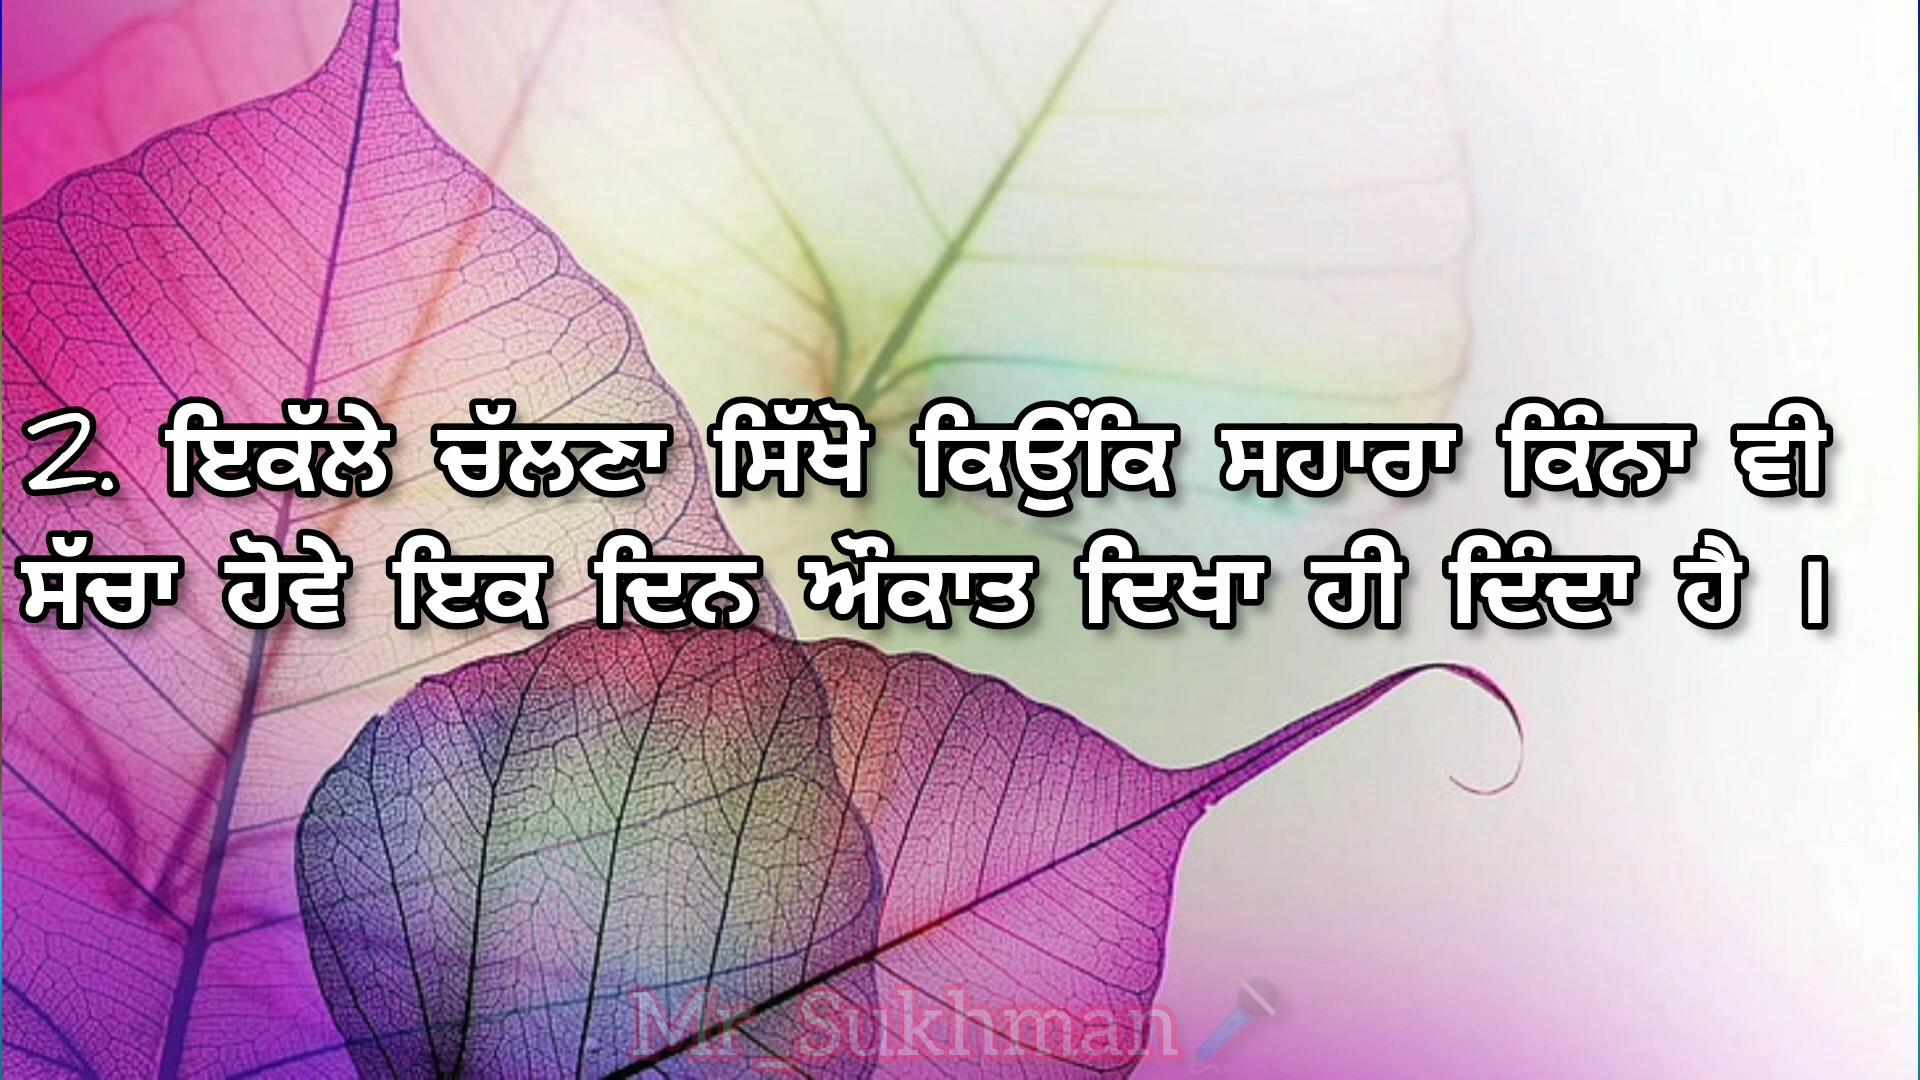 2. ਇਕੱਲੇ ਚੱਲਣਾ ਸਿੱਖੋ ਕਿਉਂਕਿ ਸਹਾਰਾ ਕਿੰਨਾ ਵੀ
ਸੱਚਾ ਹੋਵੇ ਇਕ ਦਿਨ ਔਕਾਤ ਦਿਖਾ ਹੀ ਦਿੰਦਾ ਹੈ ।
Mr_Sukhman🎤